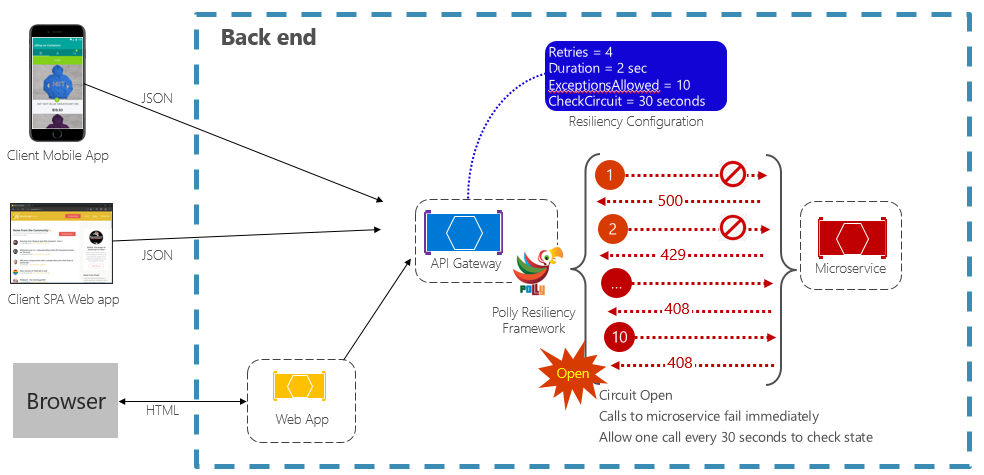 Back end
Retries = 4
Duration = 2 sec
ExceptionsAllowed = 10
CheckCircuit = 30 seconds
Resiliency Configuration
JSON
Client Mobile App
1
500
2
429
...
408
10
408
JSON
Client SPA Web app
API Gateway
Polly
Polly Resiliency
Framework
Microservice
Open
Circuit Open
Calls to microservice fail immediately
Allow one call every 30 seconds to check state
Browser
HTML
Web App